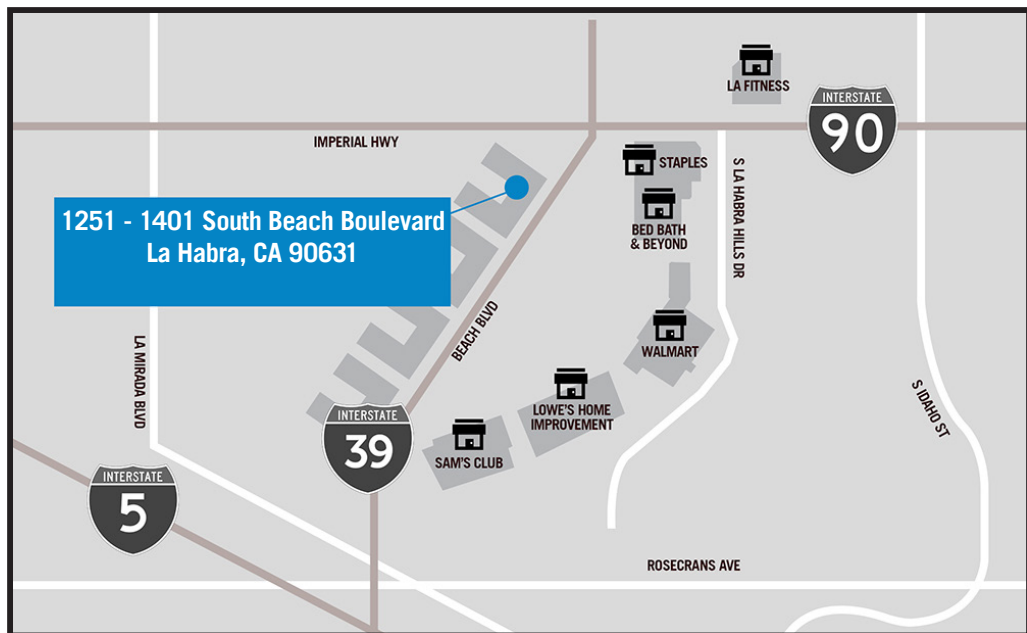 LA FITNESS
INTERSTATE
90
IMPERIAL HWY
STAPLES
S LA HABRA HILLS DR
1251 - 1401 South Beach Boulevard
La Habra, CA 90631
BED BATH
& BEYOND
BEACH BLVD
LA MIRADA BLVD
WALMART
S IDAHO ST
LOWE'S HOME
IMPROVEMENT
INTERSTATE
39
SAM'S CLUB
INTERSTATE
5
ROSECRANS AVE